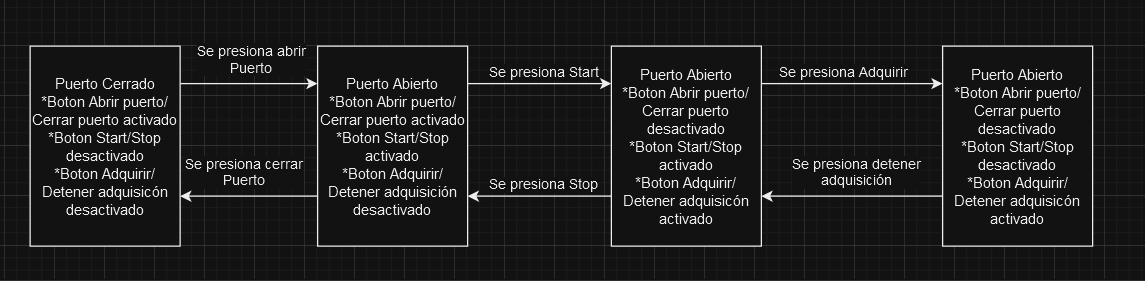 Puerto Cerrado
*Boton Abrir puerto/
Cerrar puerto activado
*Boton Start/Stop
desactivado
*Boton Adquirir/
Detener adquisicón
desactivado
Se presiona abrir
Puerto
Se presiona cerrar
Puerto
Puerto Abierto
*Boton Abrir puerto/
Cerrar puerto activado
*Boton Start/Stop
activado
*Boton Adquirir/
Detener adquisición
desactivado
Se presiona Start
Se presiona Stop
Puerto Abierto
*Boton Abrir puerto/
Cerrar puerto
desactivado
*Boton Start/Stop
activado
*Boton Adquirir/
Detener adquisicón
activado
Se presiona Adquirir
Se presiona detener
adquisición
Puerto Abierto
*Boton Abrir puerto/
Cerrar puerto
desactivado
*Boton Start/Stop
desactivado
*Boton Adquirir/
Detener adquisicón
activado